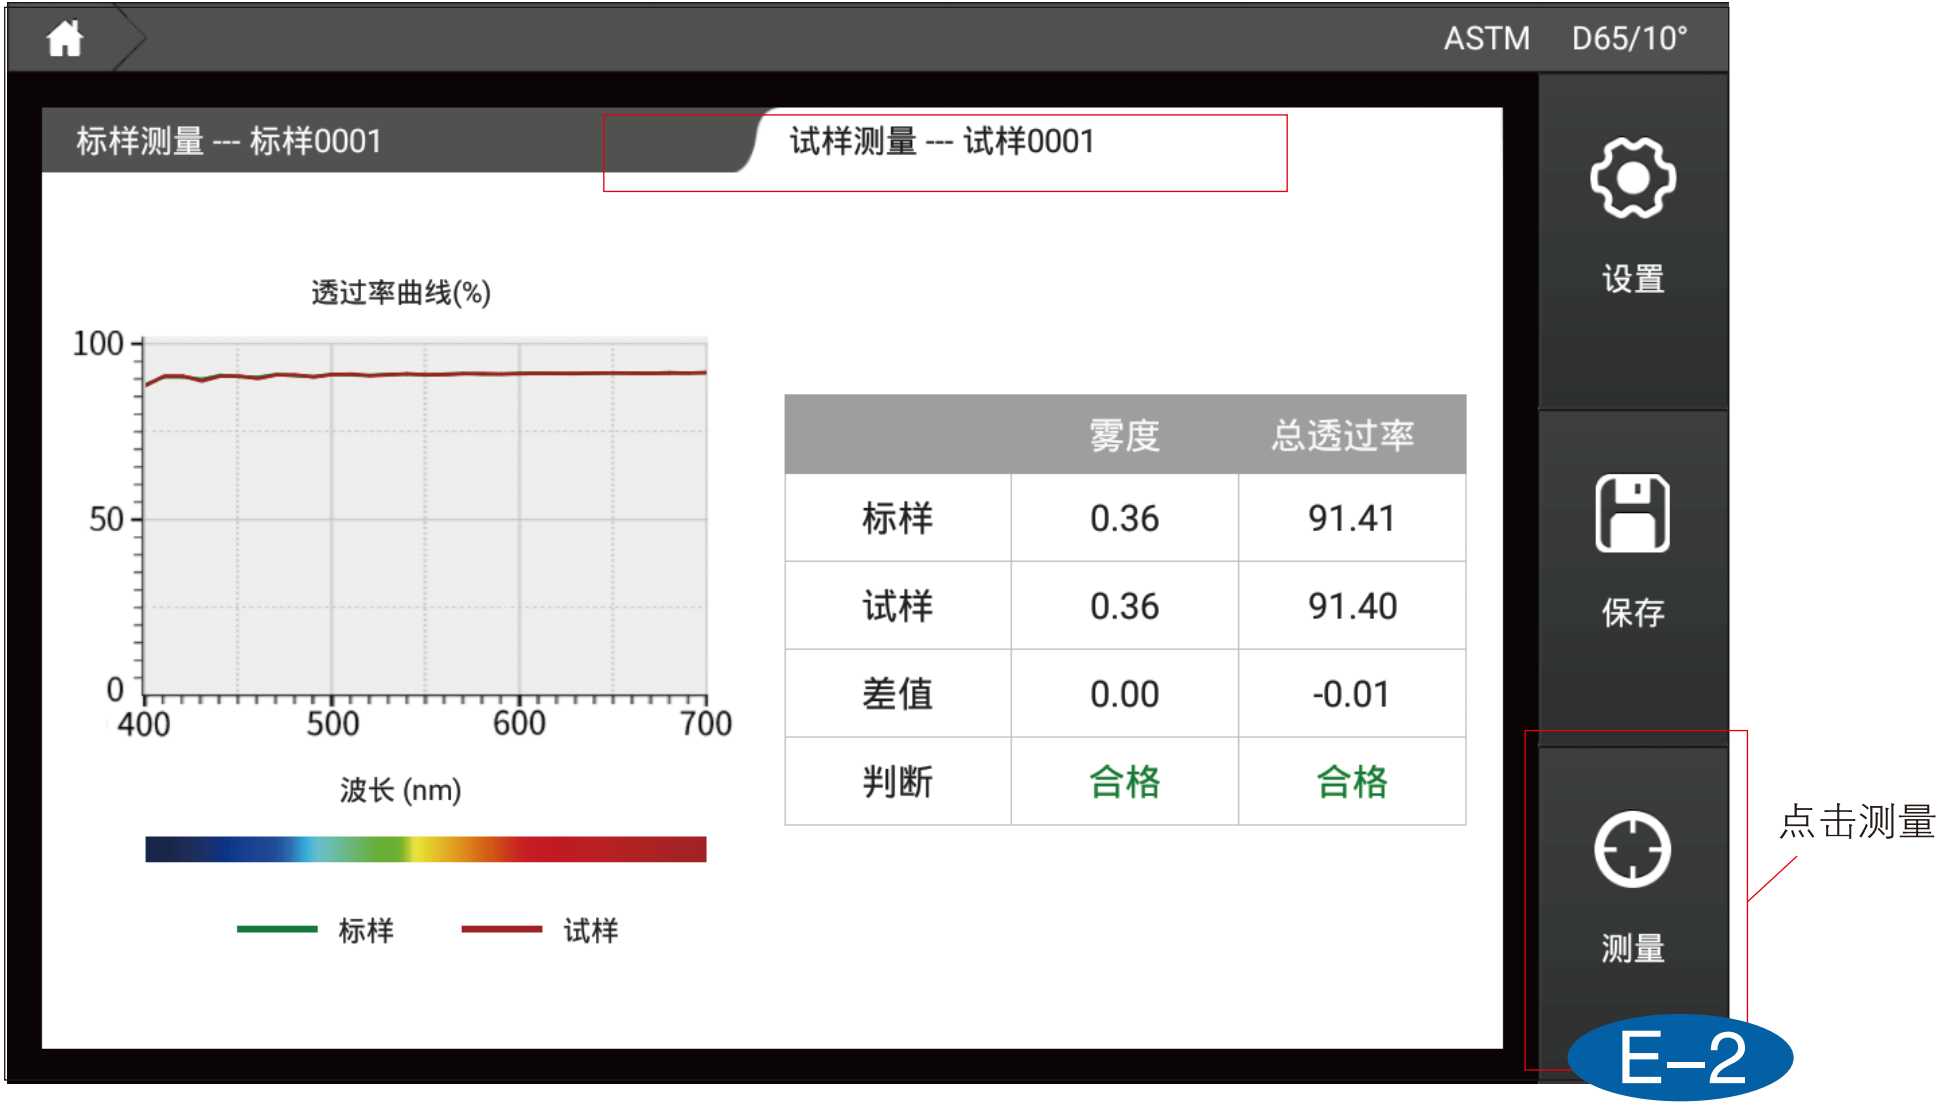 ASTM D65/10°
标样测量 --- 标样0001
试样测量 --- 试样0001
设置
透过率曲线(%)
100
50
0
400 500 600 700
波长 (nm)
标样 试样
雾度 总透过率
标样 0.36 91.41
试样 0.36 91.40
差值 0.00 -0.01
判断 合格 合格
保存
测量
点击测量
E-2